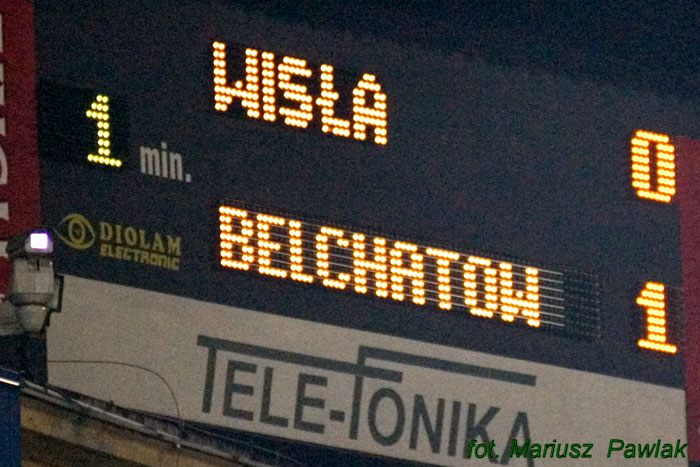 WISŁA 0
1 min.
BELCHATOW 1
DIOLAM
ELECTRONIC
TELE-FONIKA
fot. Mariusz Pawlak